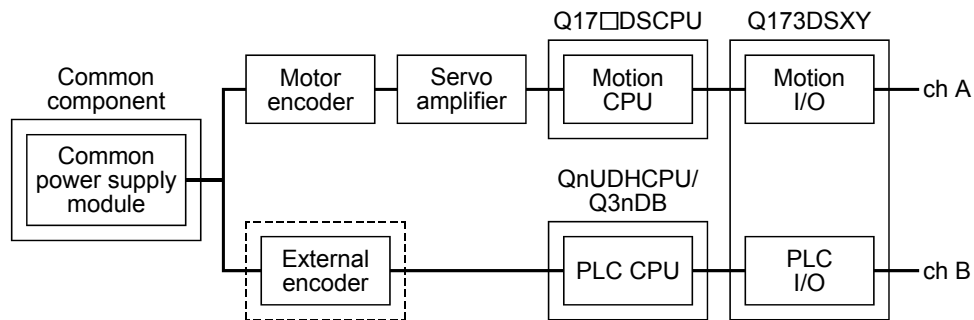 Q17□DSCPU
Q173DSXY
Common
component
Motor
encoder
Servo
amplifier
Motion
CPU
Motion
I/O
ch A
Common
power supply
module
QnUDHCPU/
Q3nDB
External
encoder
PLC CPU
PLC
I/O
ch B